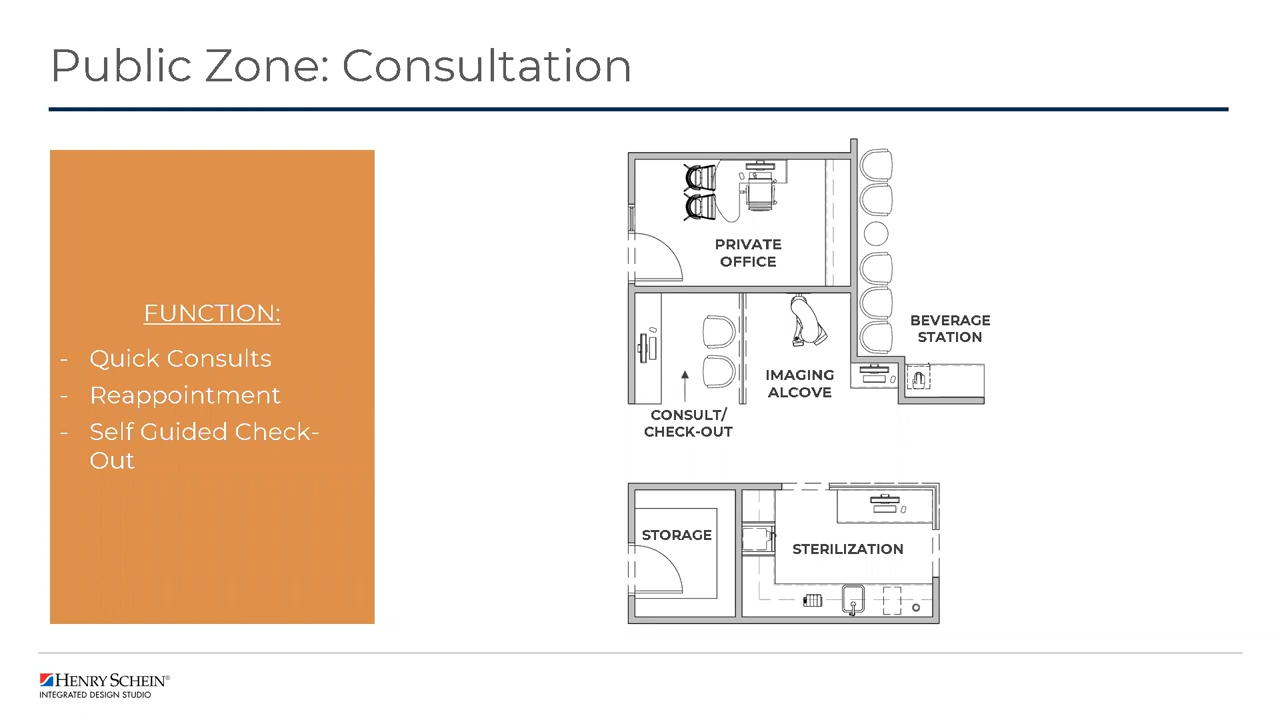 Public Zone: Consultation
FUNCTION:
- Quick Consults
- Reappointment
- Self Guided Check-
Out
PRIVATE
OFFICE
BEVERAGE
STATION
IMAGING
ALCOVE
CONSULT/
CHECK-OUT
STORAGE
STERILIZATION
HENRY SCHEIN®
INTEGRATED DESIGN STUDIO